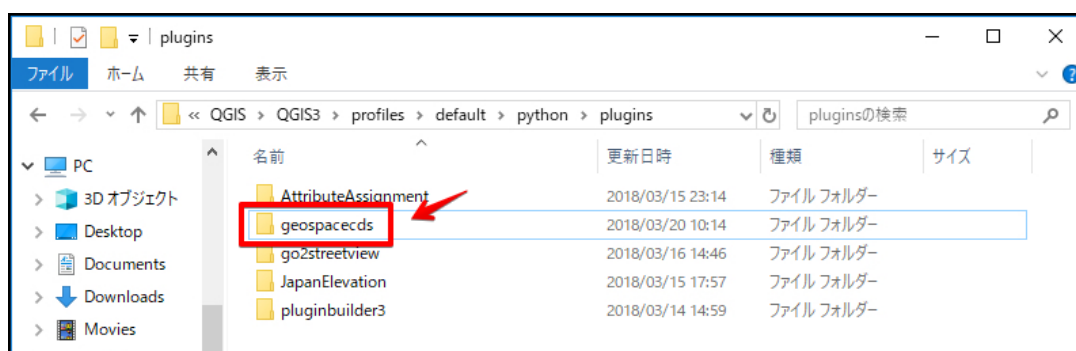 plugins
ファイル ホーム 共有 表示
« QGIS > QGIS3 > profiles > default > python > plugins pluginsの検索
PC 名前 更新日時 種類 サイズ
3D オブジェクト AttributeAssignment 2018/03/15 23:14 ファイル フォルダー
Desktop geospacecds 2018/03/20 10:14 ファイル フォルダー
Documents go2streetview 2018/03/16 14:46 ファイル フォルダー
Downloads JapanElevation 2018/03/15 17:57 ファイル フォルダー
Movies pluginbuilder3 2018/03/14 14:59 ファイル フォルダー